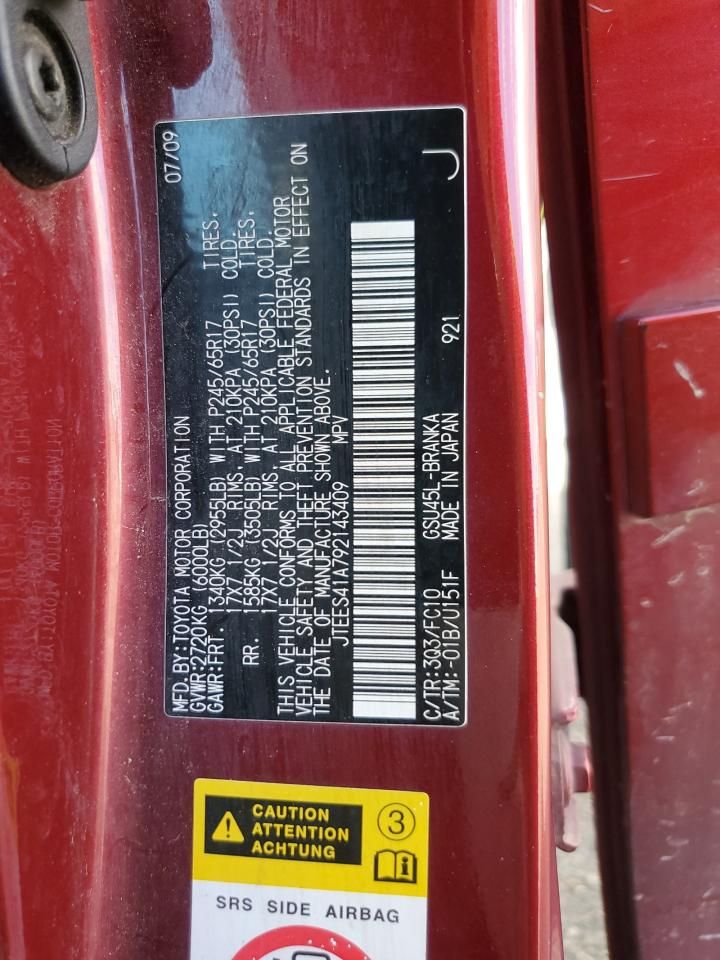 MFD.BY:TOYOTA MOTOR CORPORATION 07/09
GVWR:2720KG (6000LB)
GAWR:FRT. 1340KG (2955LB) WITH P245/65R17 TIRES,
17X7 1/2J RIMS, AT 210KPA (30PSI) COLD.
RR. 1585KG (3505LB) WITH P245/65R17 TIRES,
17X7 1/2J RIMS, AT 210KPA (30PSI) COLD.
THIS VEHICLE CONFORMS TO ALL APPLICABLE FEDERAL MOTOR
VEHICLE SAFETY AND THEFT PREVENTION STANDARDS IN EFFECT ON
THE DATE OF MANUFACTURE SHOWN ABOVE.
JTEES41A792143409 MPV
C/TR:3Q3/FC10 GSU45L-BRANKA J
A/TM:-01B/U151F MADE IN JAPAN 921
CAUTION
ATTENTION
ACHTUNG
3
SRS SIDE AIRBAG